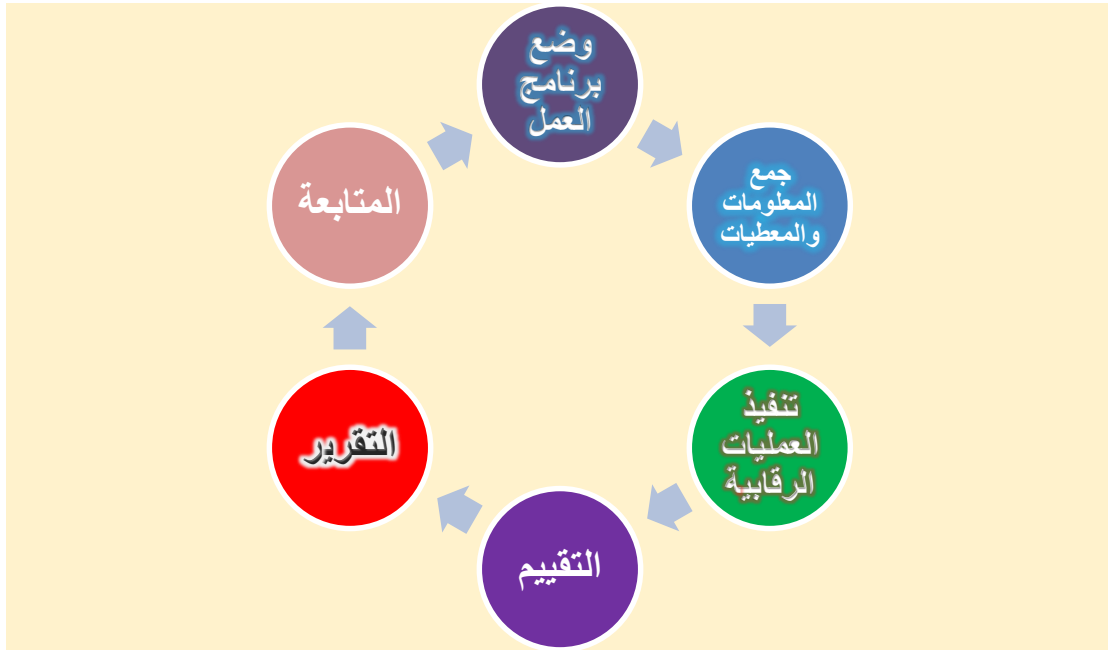 وضع
برنامج
العمل
جمع
المعلومات
والمعطيات
تنفيذ
العمليات
الرقابية
التقييم
التقرير
المتابعة